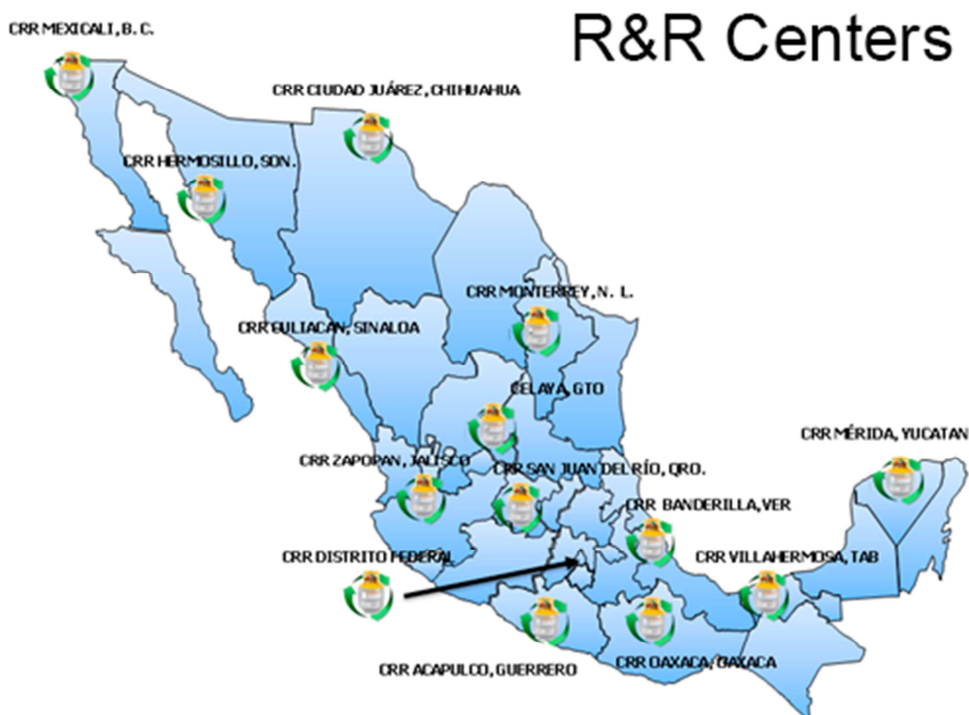 R&R Centers
CRR MEXICALI, B. C.
CRR CIUDAD JUÁREZ, CHIHUAHUA
CRR HERMOSILLO, SON.
CRR MONTERREY, N. L.
CRR CULIACÁN, SINALOA
CELAYA, GTO
CRR MÉRIDA, YUCATAN
CRR ZAPOPAN, JALISCO
CRR SAN JUAN DEL RÍO, QRO.
CRR BANDERILLA, VER
CRR DISTRITO FEDERAL
CRR VILLAHERMOSA, TAB
CRR ACAPULCO, GUERRERO
CRR OAXACA, OAXACA